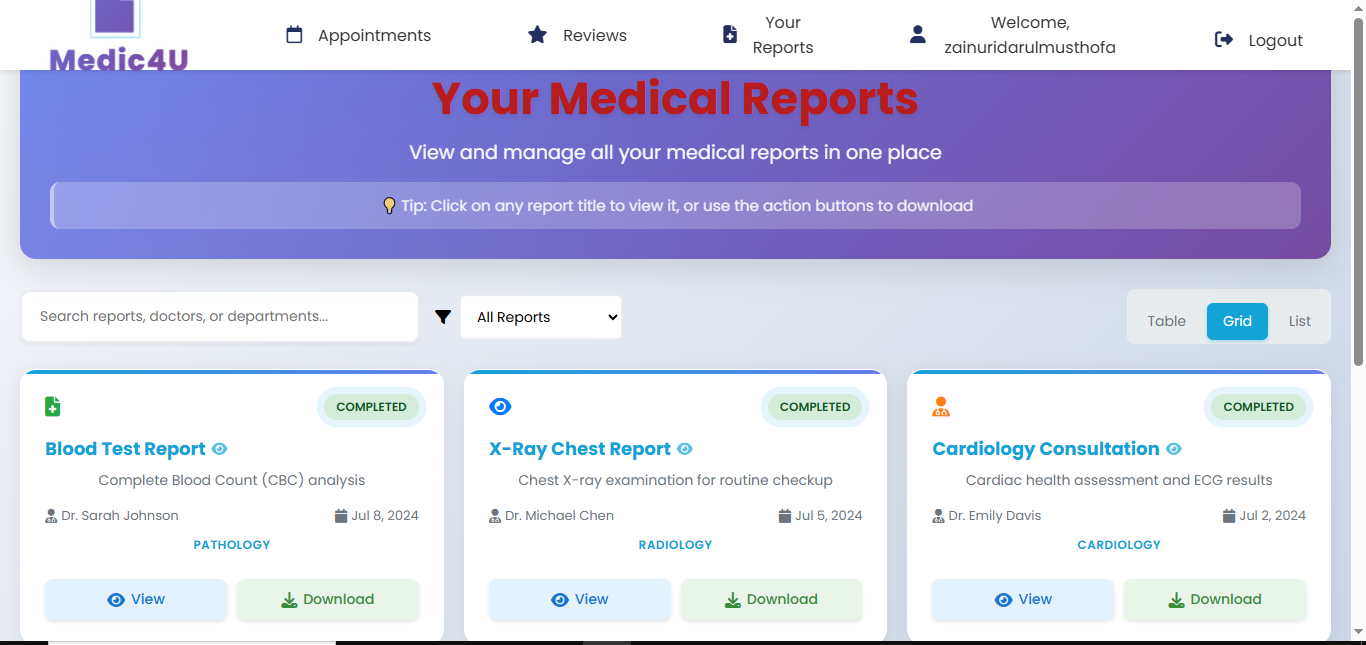 Medic4U
Appointments
Reviews
Your
Reports
Welcome,
zainuridarulmusthofa
Logout
Your Medical Reports
View and manage all your medical reports in one place
Tip: Click on any report title to view it, or use the action buttons to download
Search reports, doctors, or departments...
All Reports
Table
Grid
List
COMPLETED
Blood Test Report
Complete Blood Count (CBC) analysis
Dr. Sarah Johnson
Jul 8, 2024
PATHOLOGY
View
Download
COMPLETED
X-Ray Chest Report
Chest X-ray examination for routine checkup
Dr. Michael Chen
Jul 5, 2024
RADIOLOGY
View
Download
COMPLETED
Cardiology Consultation
Cardiac health assessment and ECG results
Dr. Emily Davis
Jul 2, 2024
CARDIOLOGY
View
Download